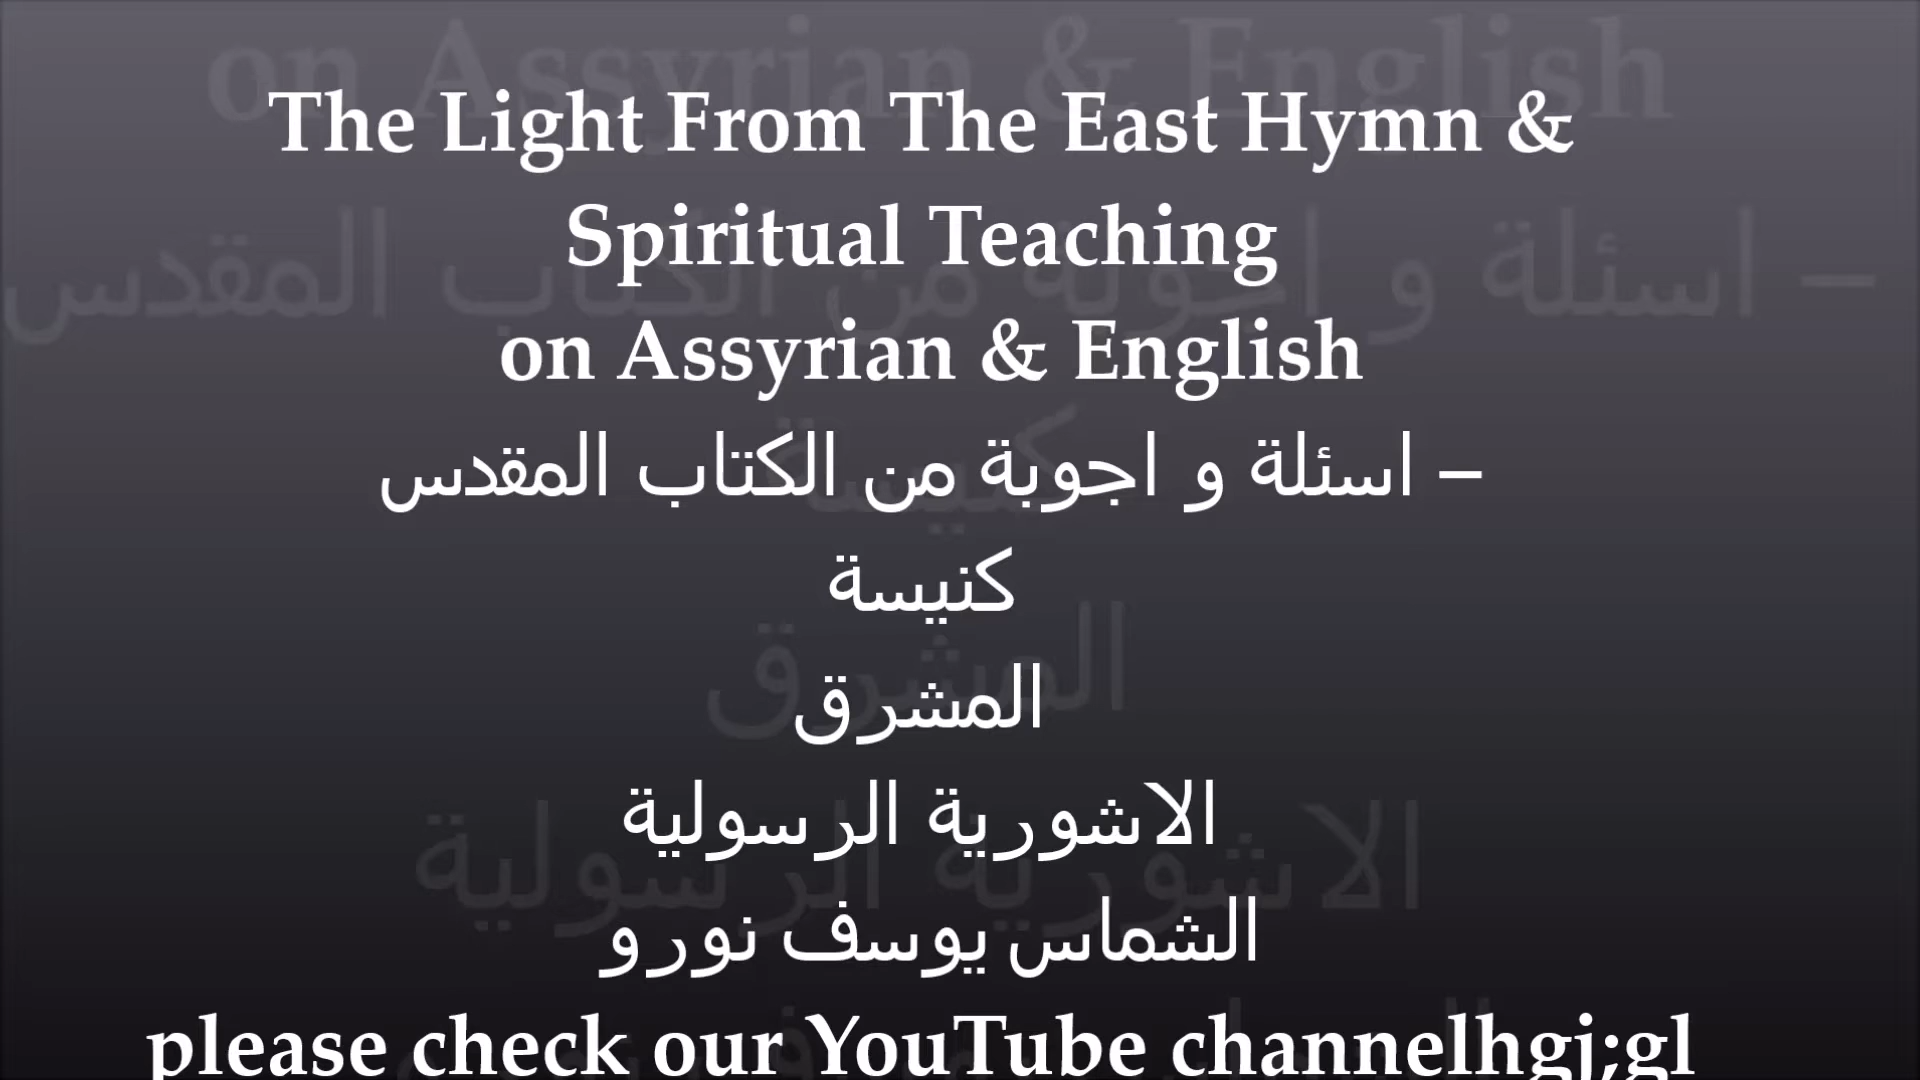 The Light From The East Hymn &
Spiritual Teaching
on Assyrian & English
– اسئلة و اجوبة من الكتاب المقدس
كنيسة
المشرق
الاشورية الرسولية
الشماس يوسف نورو
please check our YouTube channelhgj;gl